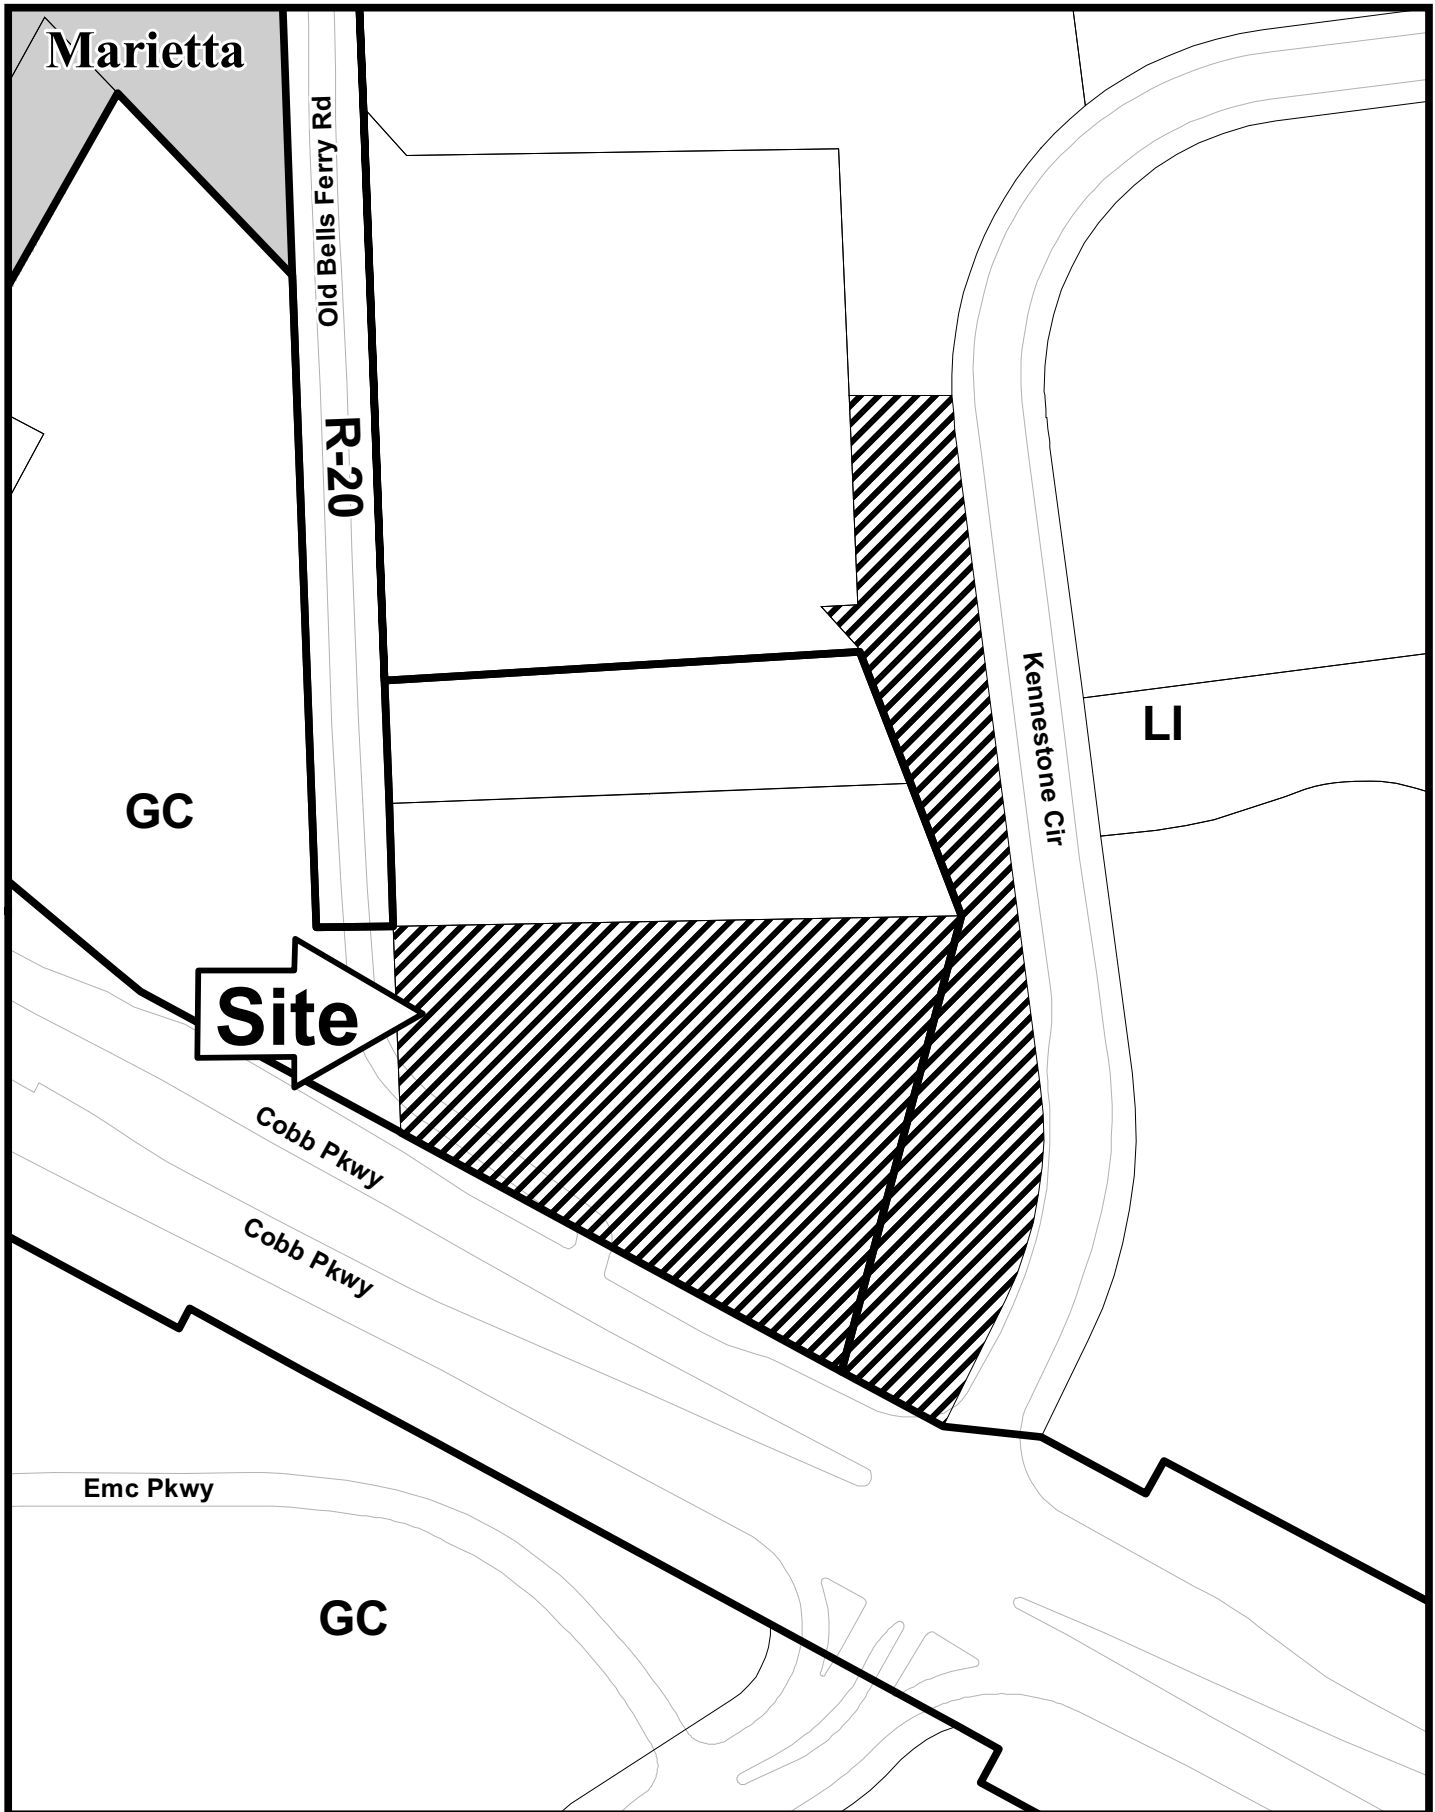 Marietta
Old Bells Ferry Rd
R-20
Kennestone Cir
LI
GC
Site
Cobb Pkwy
Cobb Pkwy
Emc Pkwy
GC